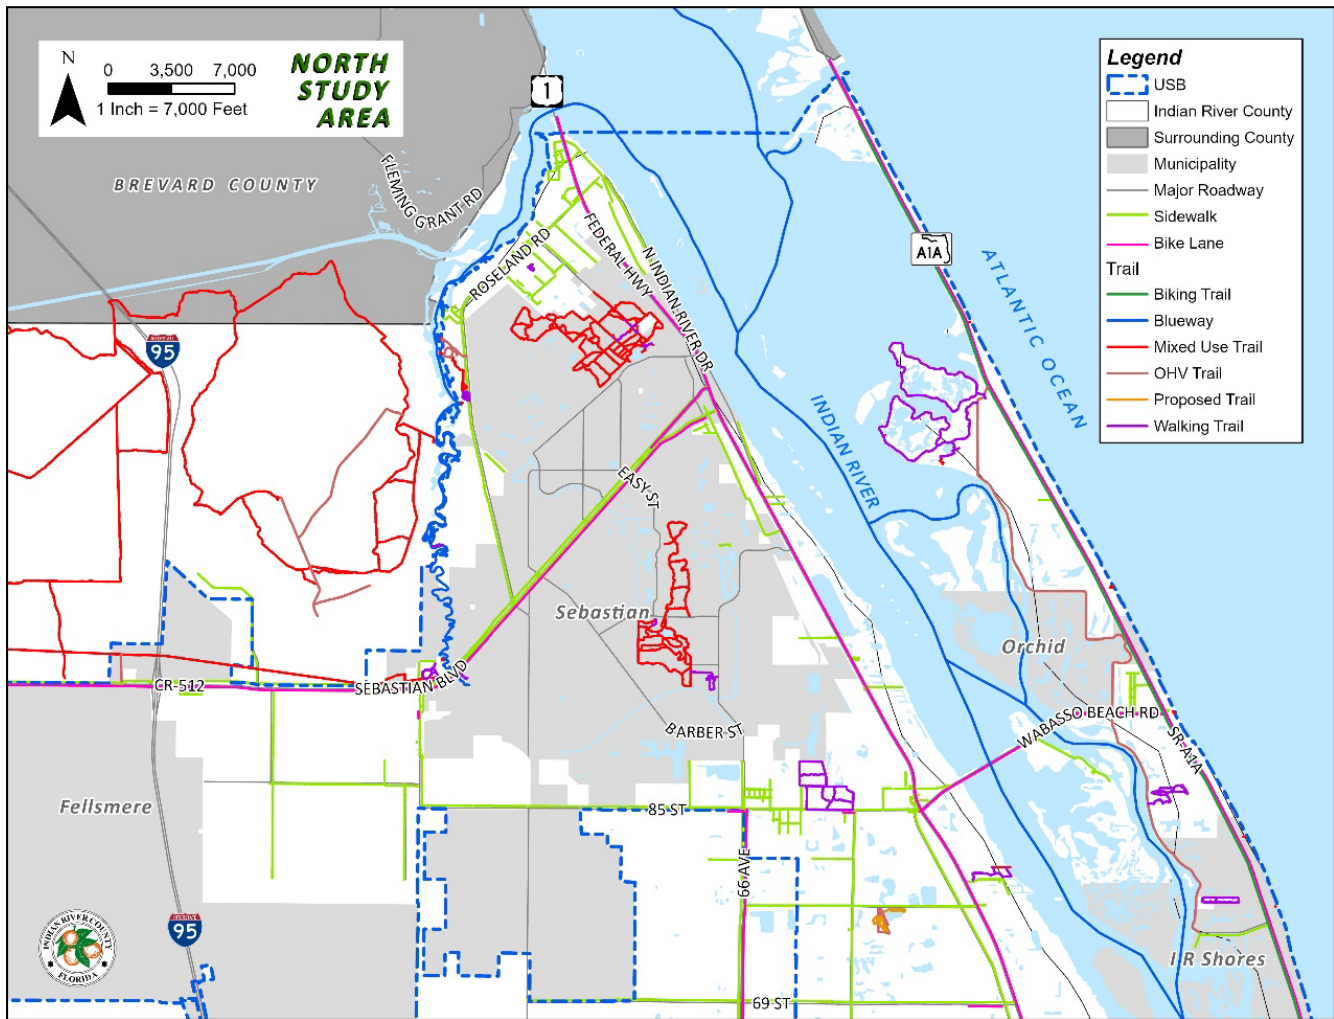 N
0 3,500 7,000
1 Inch = 7,000 Feet
NORTH
STUDY
AREA
Legend
USB
Indian River County
Surrounding County
Municipality
Major Roadway
Sidewalk
Bike Lane
Trail
Biking Trail
Blueway
Mixed Use Trail
OHV Trail
Proposed Trail
Walking Trail
1
BREVARD COUNTY
FLEMING GRANT RD
ROSELAND RD
FEDERAL HWY
N INDIAN RIVER DR
A1A
ATLANTIC OCEAN
95
INDIAN RIVER
EASY ST
Sebastian
Orchid
CR-512
SEBASTIAN BLVD
BARBER ST
WABASSO BEACH RD
SR-A1A
Fellsmere
85 ST
66 AVE
95
INDIAN RIVER COUNTY
FLORIDA
I R Shores
69 ST